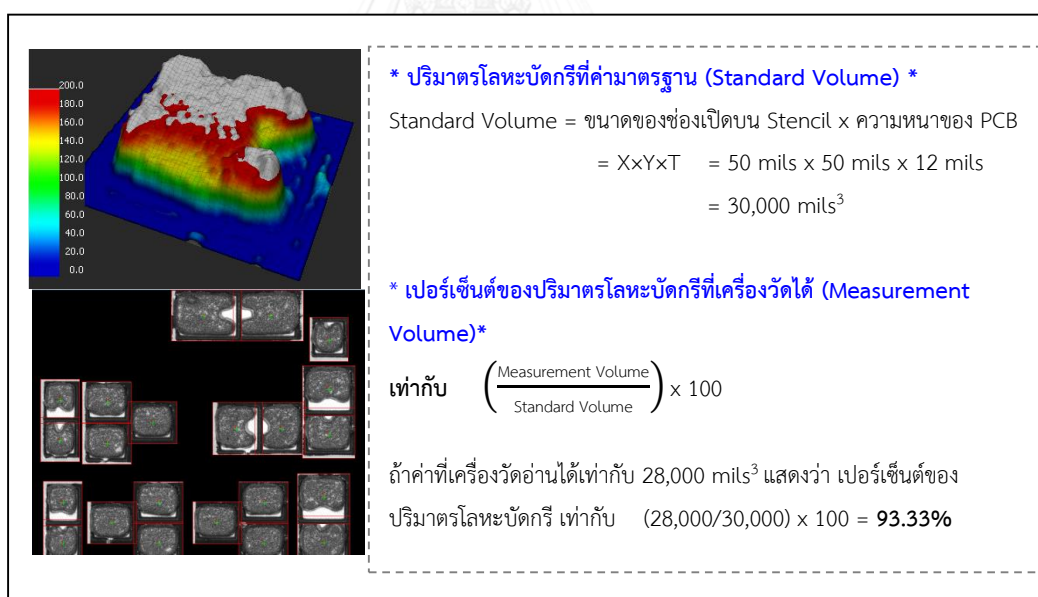 200.0
180.0
160.0
140.0
120.0
100.0
80.0
60.0
40.0
20.0
0.0
* ปริมาตรโลหะบัดกรีที่ค่ามาตรฐาน (Standard Volume) *
Standard Volume = ขนาดของช่องเปิดบน Stencil x ความหนาของ PCB
= X×Y×T = 50 mils x 50 mils x 12 mils
= 30,000 mils³
* เปอร์เซ็นต์ของปริมาตรโลหะบัดกรีที่เครื่องวัดได้ (Measurement
Volume)*
เท่ากับ (Measurement Volume / Standard Volume) x 100
ถ้าค่าที่เครื่องวัดอ่านได้เท่ากับ 28,000 mils³ แสดงว่า เปอร์เซ็นต์ของ
ปริมาตรโลหะบัดกรี เท่ากับ (28,000/30,000) x 100 = 93.33%